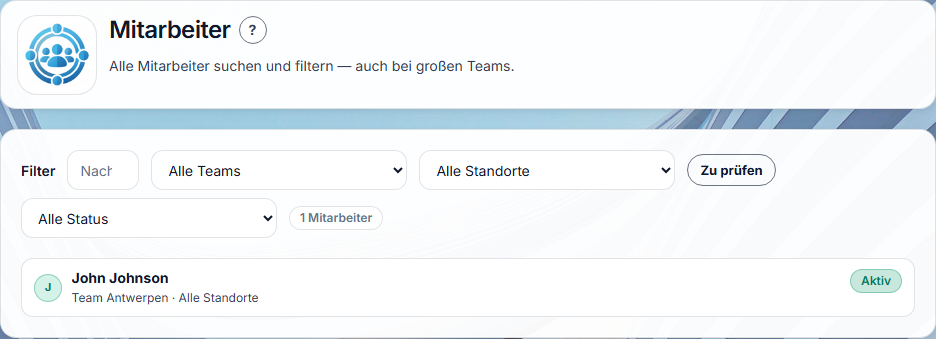 Mitarbeiter ?
Alle Mitarbeiter suchen und filtern — auch bei großen Teams.
Filter Nach Alle Teams Alle Standorte Zu prüfen
Alle Status 1 Mitarbeiter
J John Johnson Aktiv
Team Antwerpen · Alle Standorte